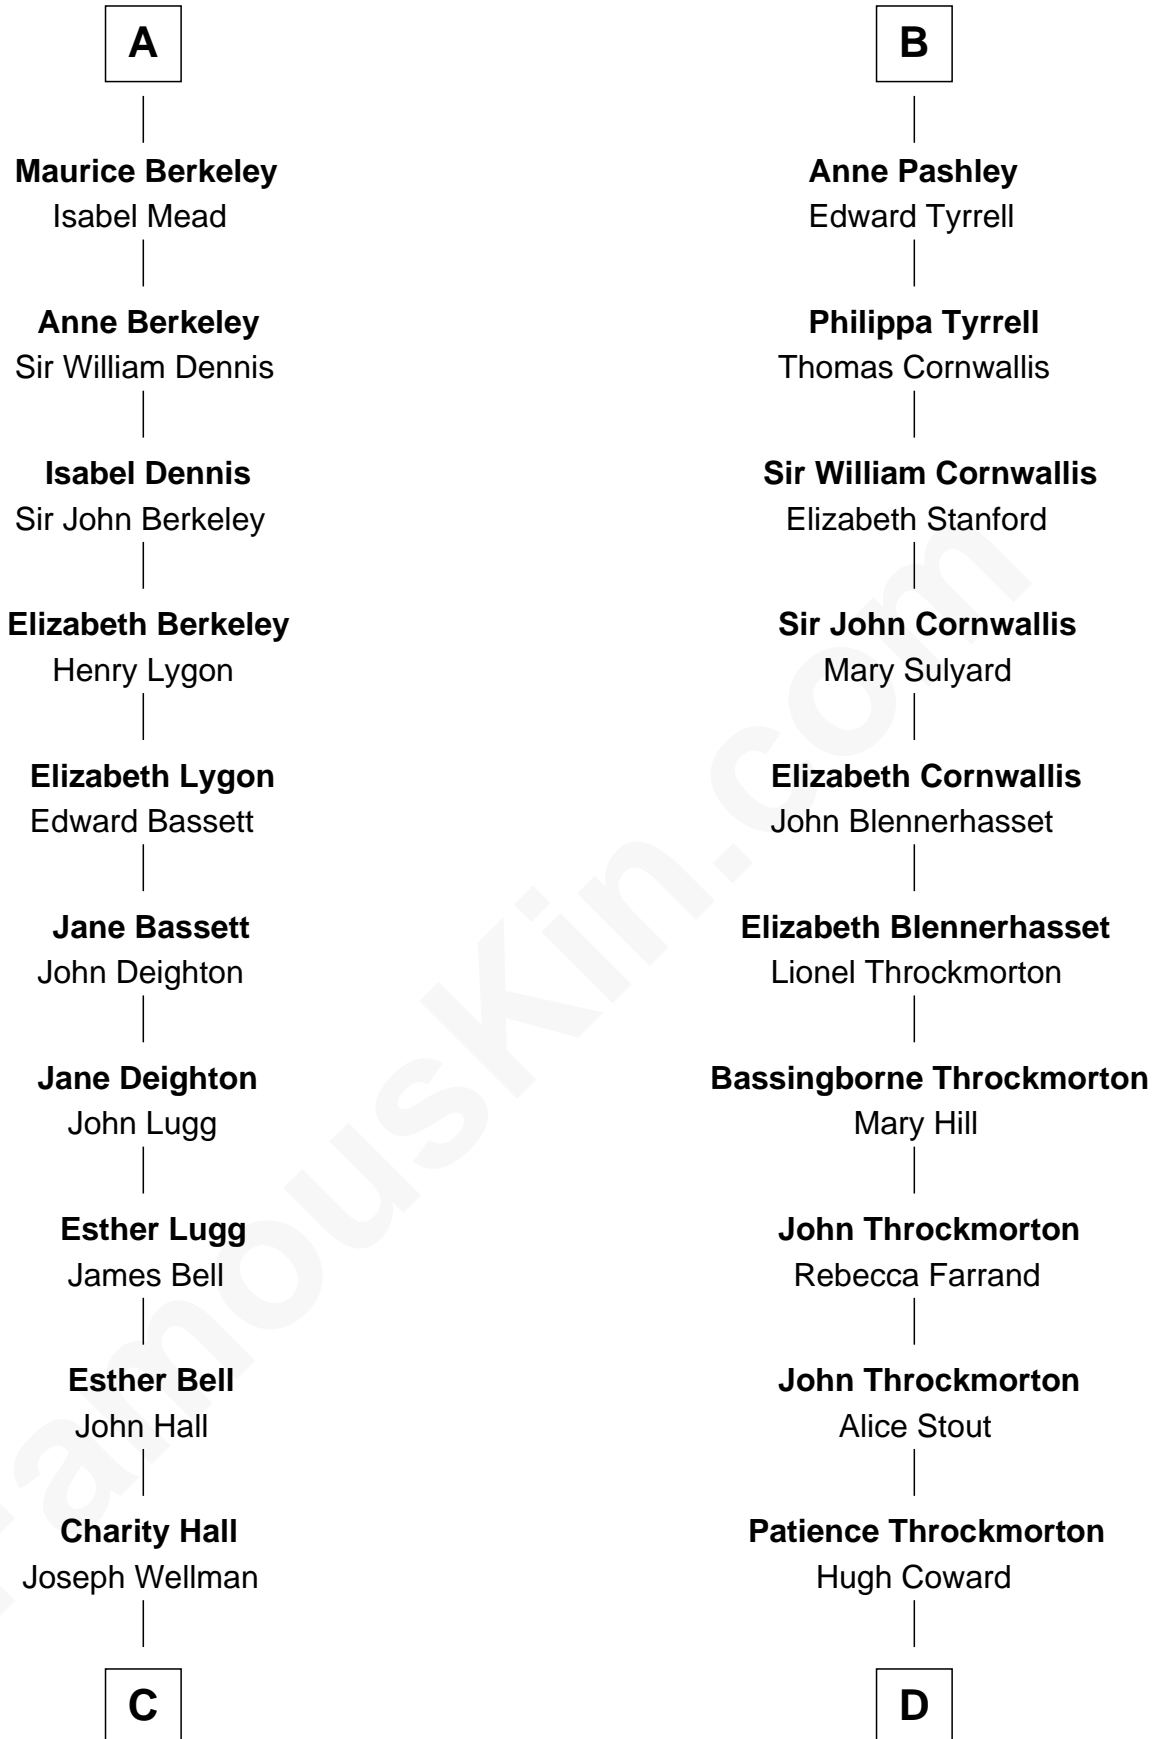 A
Maurice Berkeley
Isabel Mead
Anne Berkeley
Sir William Dennis
Isabel Dennis
Sir John Berkeley
Elizabeth Berkeley
Henry Lygon
Elizabeth Lygon
Edward Bassett
Jane Bassett
John Deighton
Jane Deighton
John Lugg
Esther Lugg
James Bell
Esther Bell
John Hall
Charity Hall
Joseph Wellman
C
B
Anne Pashley
Edward Tyrrell
Philippa Tyrrell
Thomas Cornwallis
Sir William Cornwallis
Elizabeth Stanford
Sir John Cornwallis
Mary Sulyard
Elizabeth Cornwallis
John Blennerhasset
Elizabeth Blennerhasset
Lionel Throckmorton
Bassingborne Throckmorton
Mary Hill
John Throckmorton
Rebecca Farrand
John Throckmorton
Alice Stout
Patience Throckmorton
Hugh Coward
D
FamousKin.com